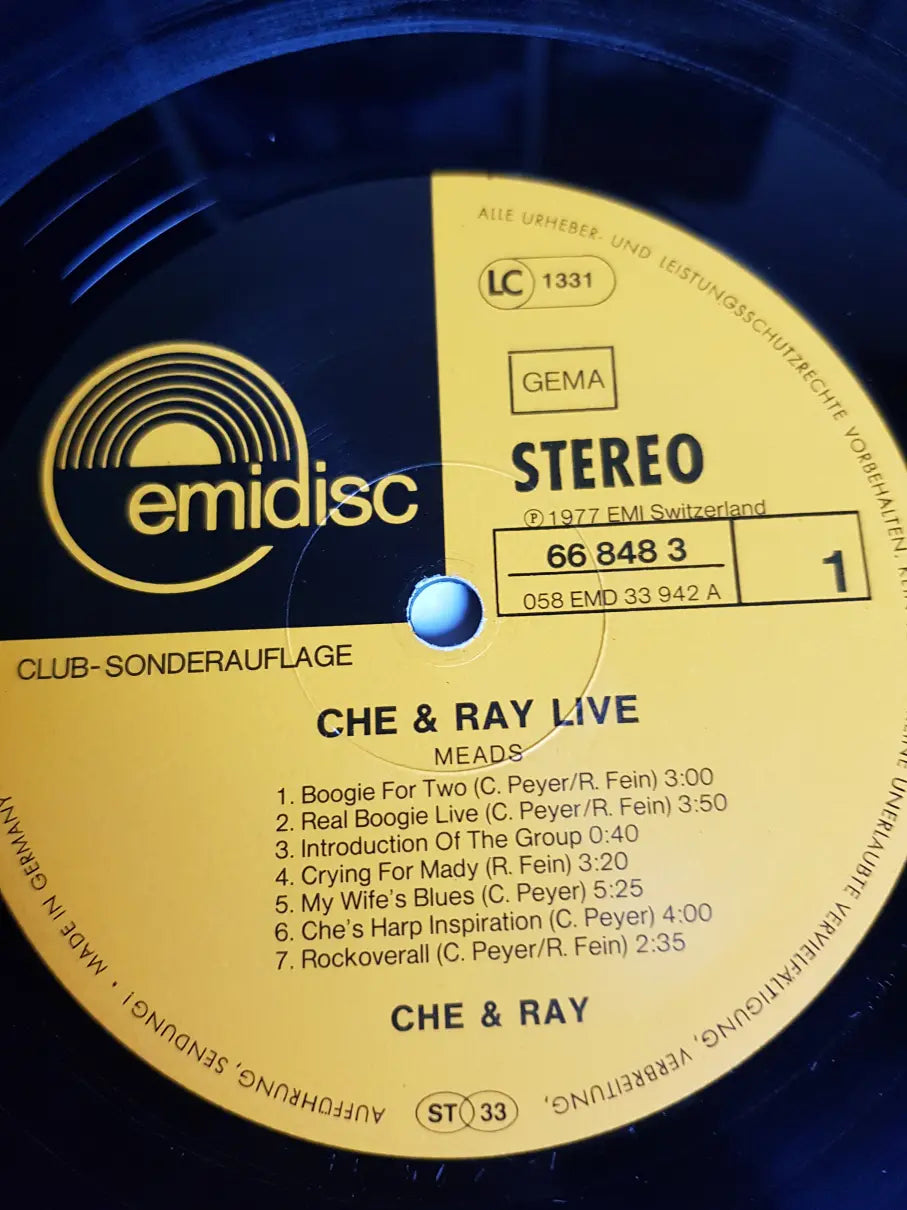 ALLE URHEBER- UND LEISTUNGSSCHUTZRECHTE VORBEHALTEN.
LC 1331
GEMA
emidisc
STEREO
Ⓟ 1977 EMI Switzerland
66 848 3
058 EMD 33 942 A
1
CLUB-SONDERAUFLAGE
CHE & RAY LIVE
MEADS
1. Boogie For Two (C. Peyer/R. Fein) 3:00
2. Real Boogie Live (C. Peyer/R. Fein) 3:50
3. Introduction Of The Group 0:40
4. Crying For Mady (R. Fein) 3:20
5. My Wife's Blues (C. Peyer) 5:25
6. Che's Harp Inspiration (C. Peyer) 4:00
7. Rockoverall (C. Peyer/R. Fein) 2:35
CHE & RAY
ST 33
UNERLAUBTE VERVIELFÄLTIGUNG, VERBREITUNG,
AUFFÜHRUNG, SENDUNG! • MADE IN GERMANY